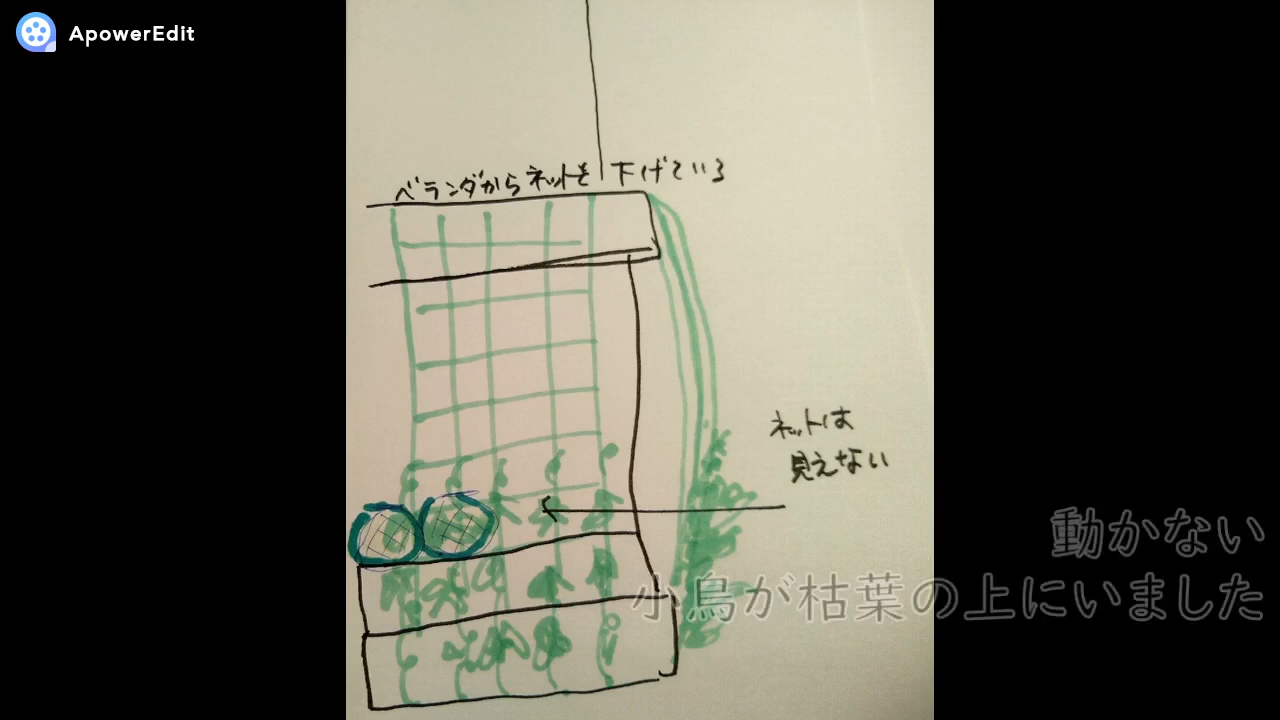 ApowerEdit
ベランダからネットを下げている
ネットは
見えない
動かない
小鳥が枯葉の上にいました